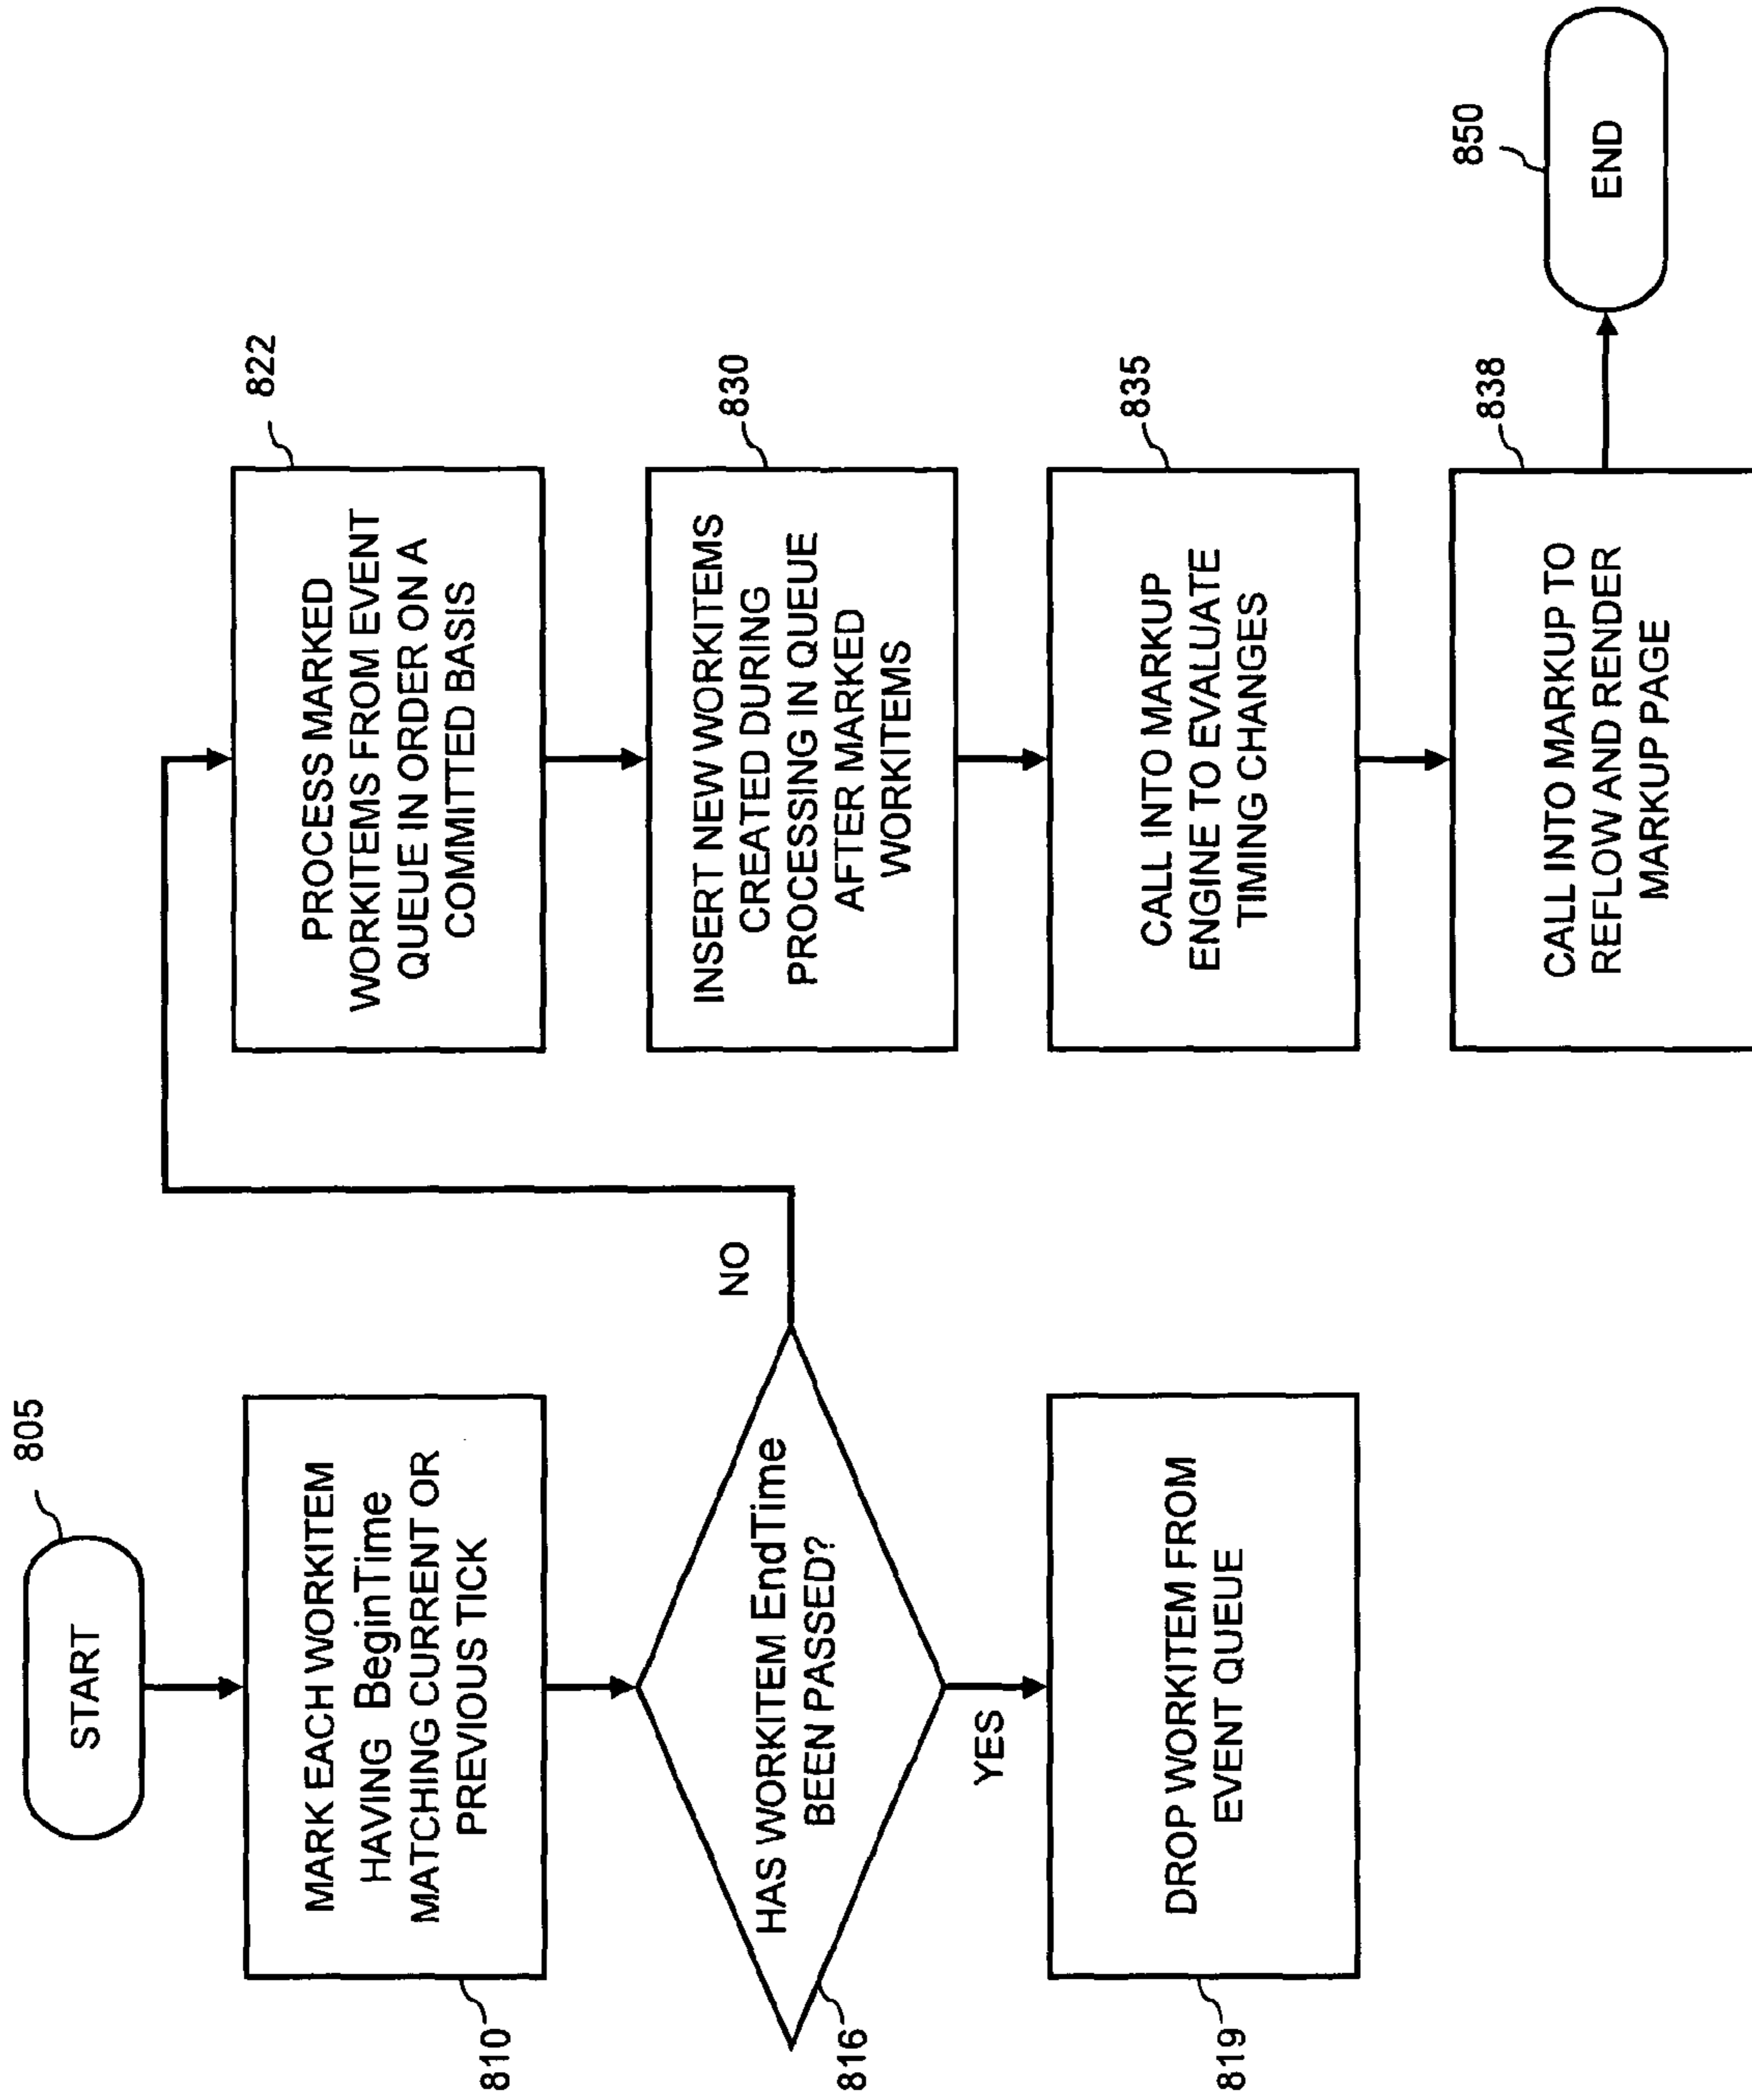 805
START
MARK EACH WORKITEM
HAVING BeginTime
MATCHING CURRENT OR
PREVIOUS TICK
810
HAS WORKITEM EndTime
BEEN PASSED?
816
NO
YES
DROP WORKITEM FROM
EVENT QUEUE
819
822
PROCESS MARKED
WORKITEMS FROM EVENT
QUEUE IN ORDER ON A
COMMITTED BASIS
830
INSERT NEW WORKITEMS
CREATED DURING
PROCESSING IN QUEUE
AFTER MARKED
WORKITEMS
835
CALL INTO MARKUP
ENGINE TO EVALUATE
TIMING CHANGES
838
CALL INTO MARKUP TO
REFLOW AND RENDER
MARKUP PAGE
850
END